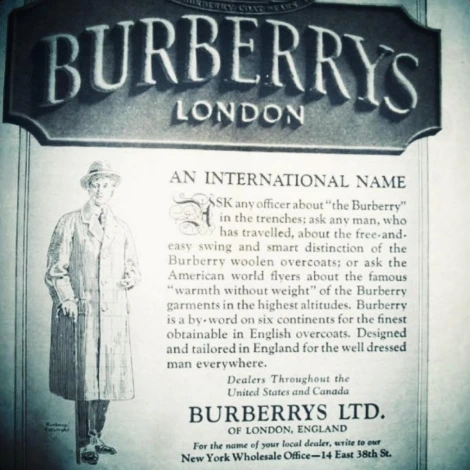 BURBERRYS
LONDON
AN INTERNATIONAL NAME
ASK any officer about "the Burberry"
in the trenches; ask any man, who
has travelled, about the free-and-
easy swing and smart distinction of the
Burberry woolen overcoats; or ask the
American world flyers about the famous
"warmth without weight" of the Burberry
garments in the highest altitudes. Burberry
is a by-word on six continents for the finest
obtainable in English overcoats. Designed
and tailored in England for the well dressed
man everywhere.
Dealers Throughout the
United States and Canada
BURBERRYS LTD.
OF LONDON, ENGLAND
For the name of your local dealer, write to our
New York Wholesale Office—14 East 38th St.
Burberrys
Copyright